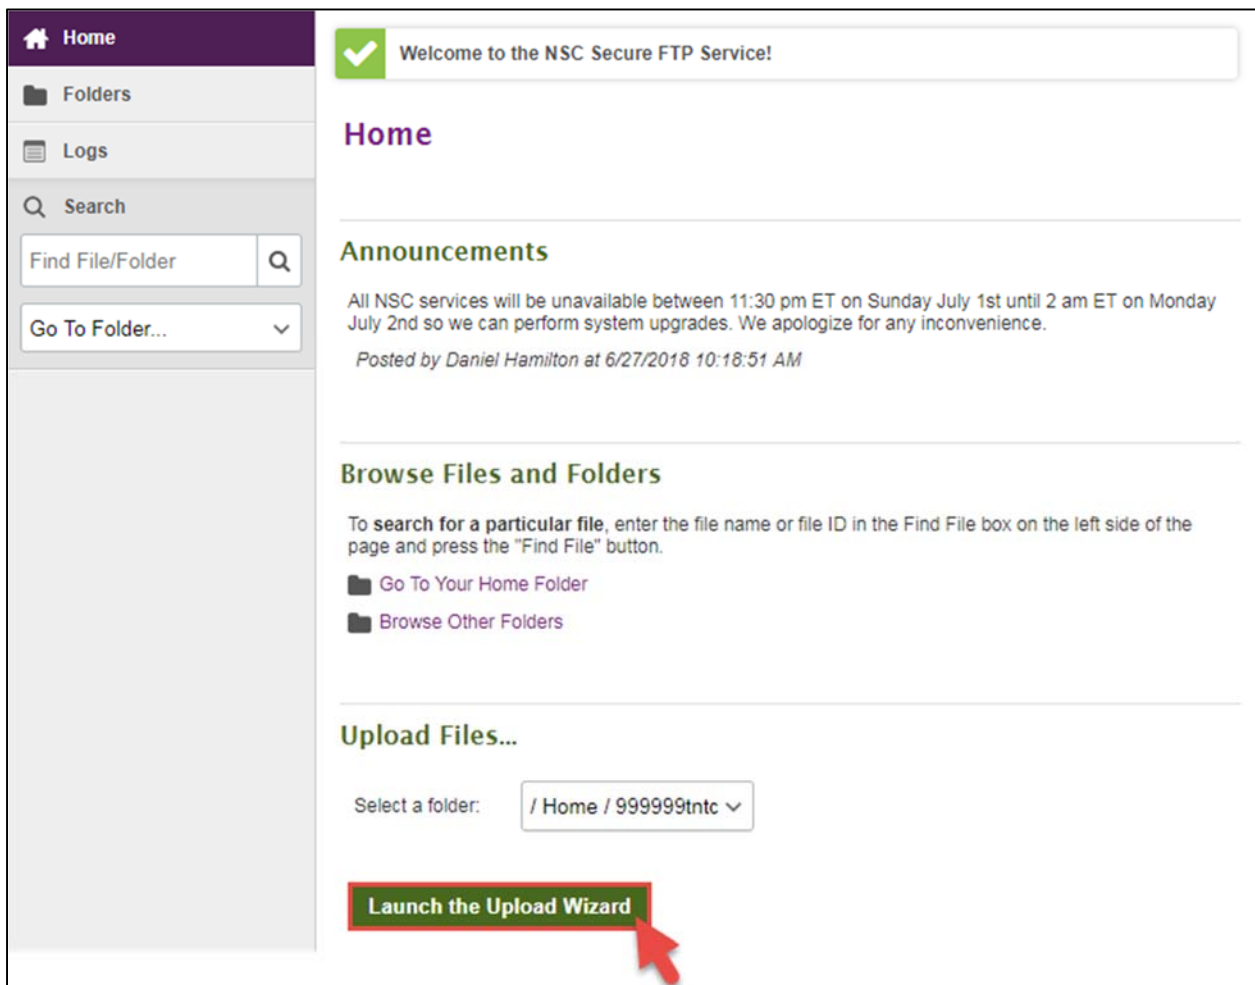 Home
Folders
Logs
Search
Find File/Folder
Go To Folder...
Welcome to the NSC Secure FTP Service!
Home
Announcements
All NSC services will be unavailable between 11:30 pm ET on Sunday July 1st until 2 am ET on Monday
July 2nd so we can perform system upgrades. We apologize for any inconvenience.
Posted by Daniel Hamilton at 6/27/2018 10:18:51 AM
Browse Files and Folders
To search for a particular file, enter the file name or file ID in the Find File box on the left side of the
page and press the "Find File" button.
Go To Your Home Folder
Browse Other Folders
Upload Files...
Select a folder:
/ Home / 999999tntc
Launch the Upload Wizard